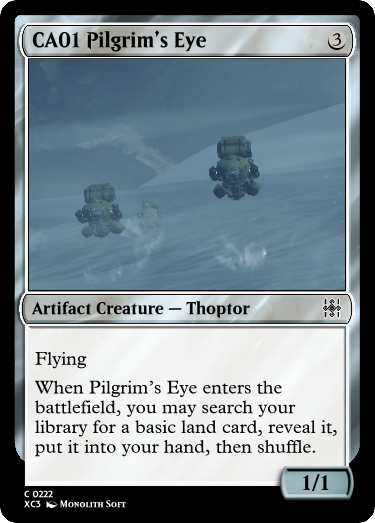 CA01 Pilgrim's Eye 3
Artifact Creature — Thoptor
Flying
When Pilgrim's Eye enters the
battlefield, you may search your
library for a basic land card, reveal it,
put it into your hand, then shuffle.
1/1
C 0222
XC3 Monolith Soft